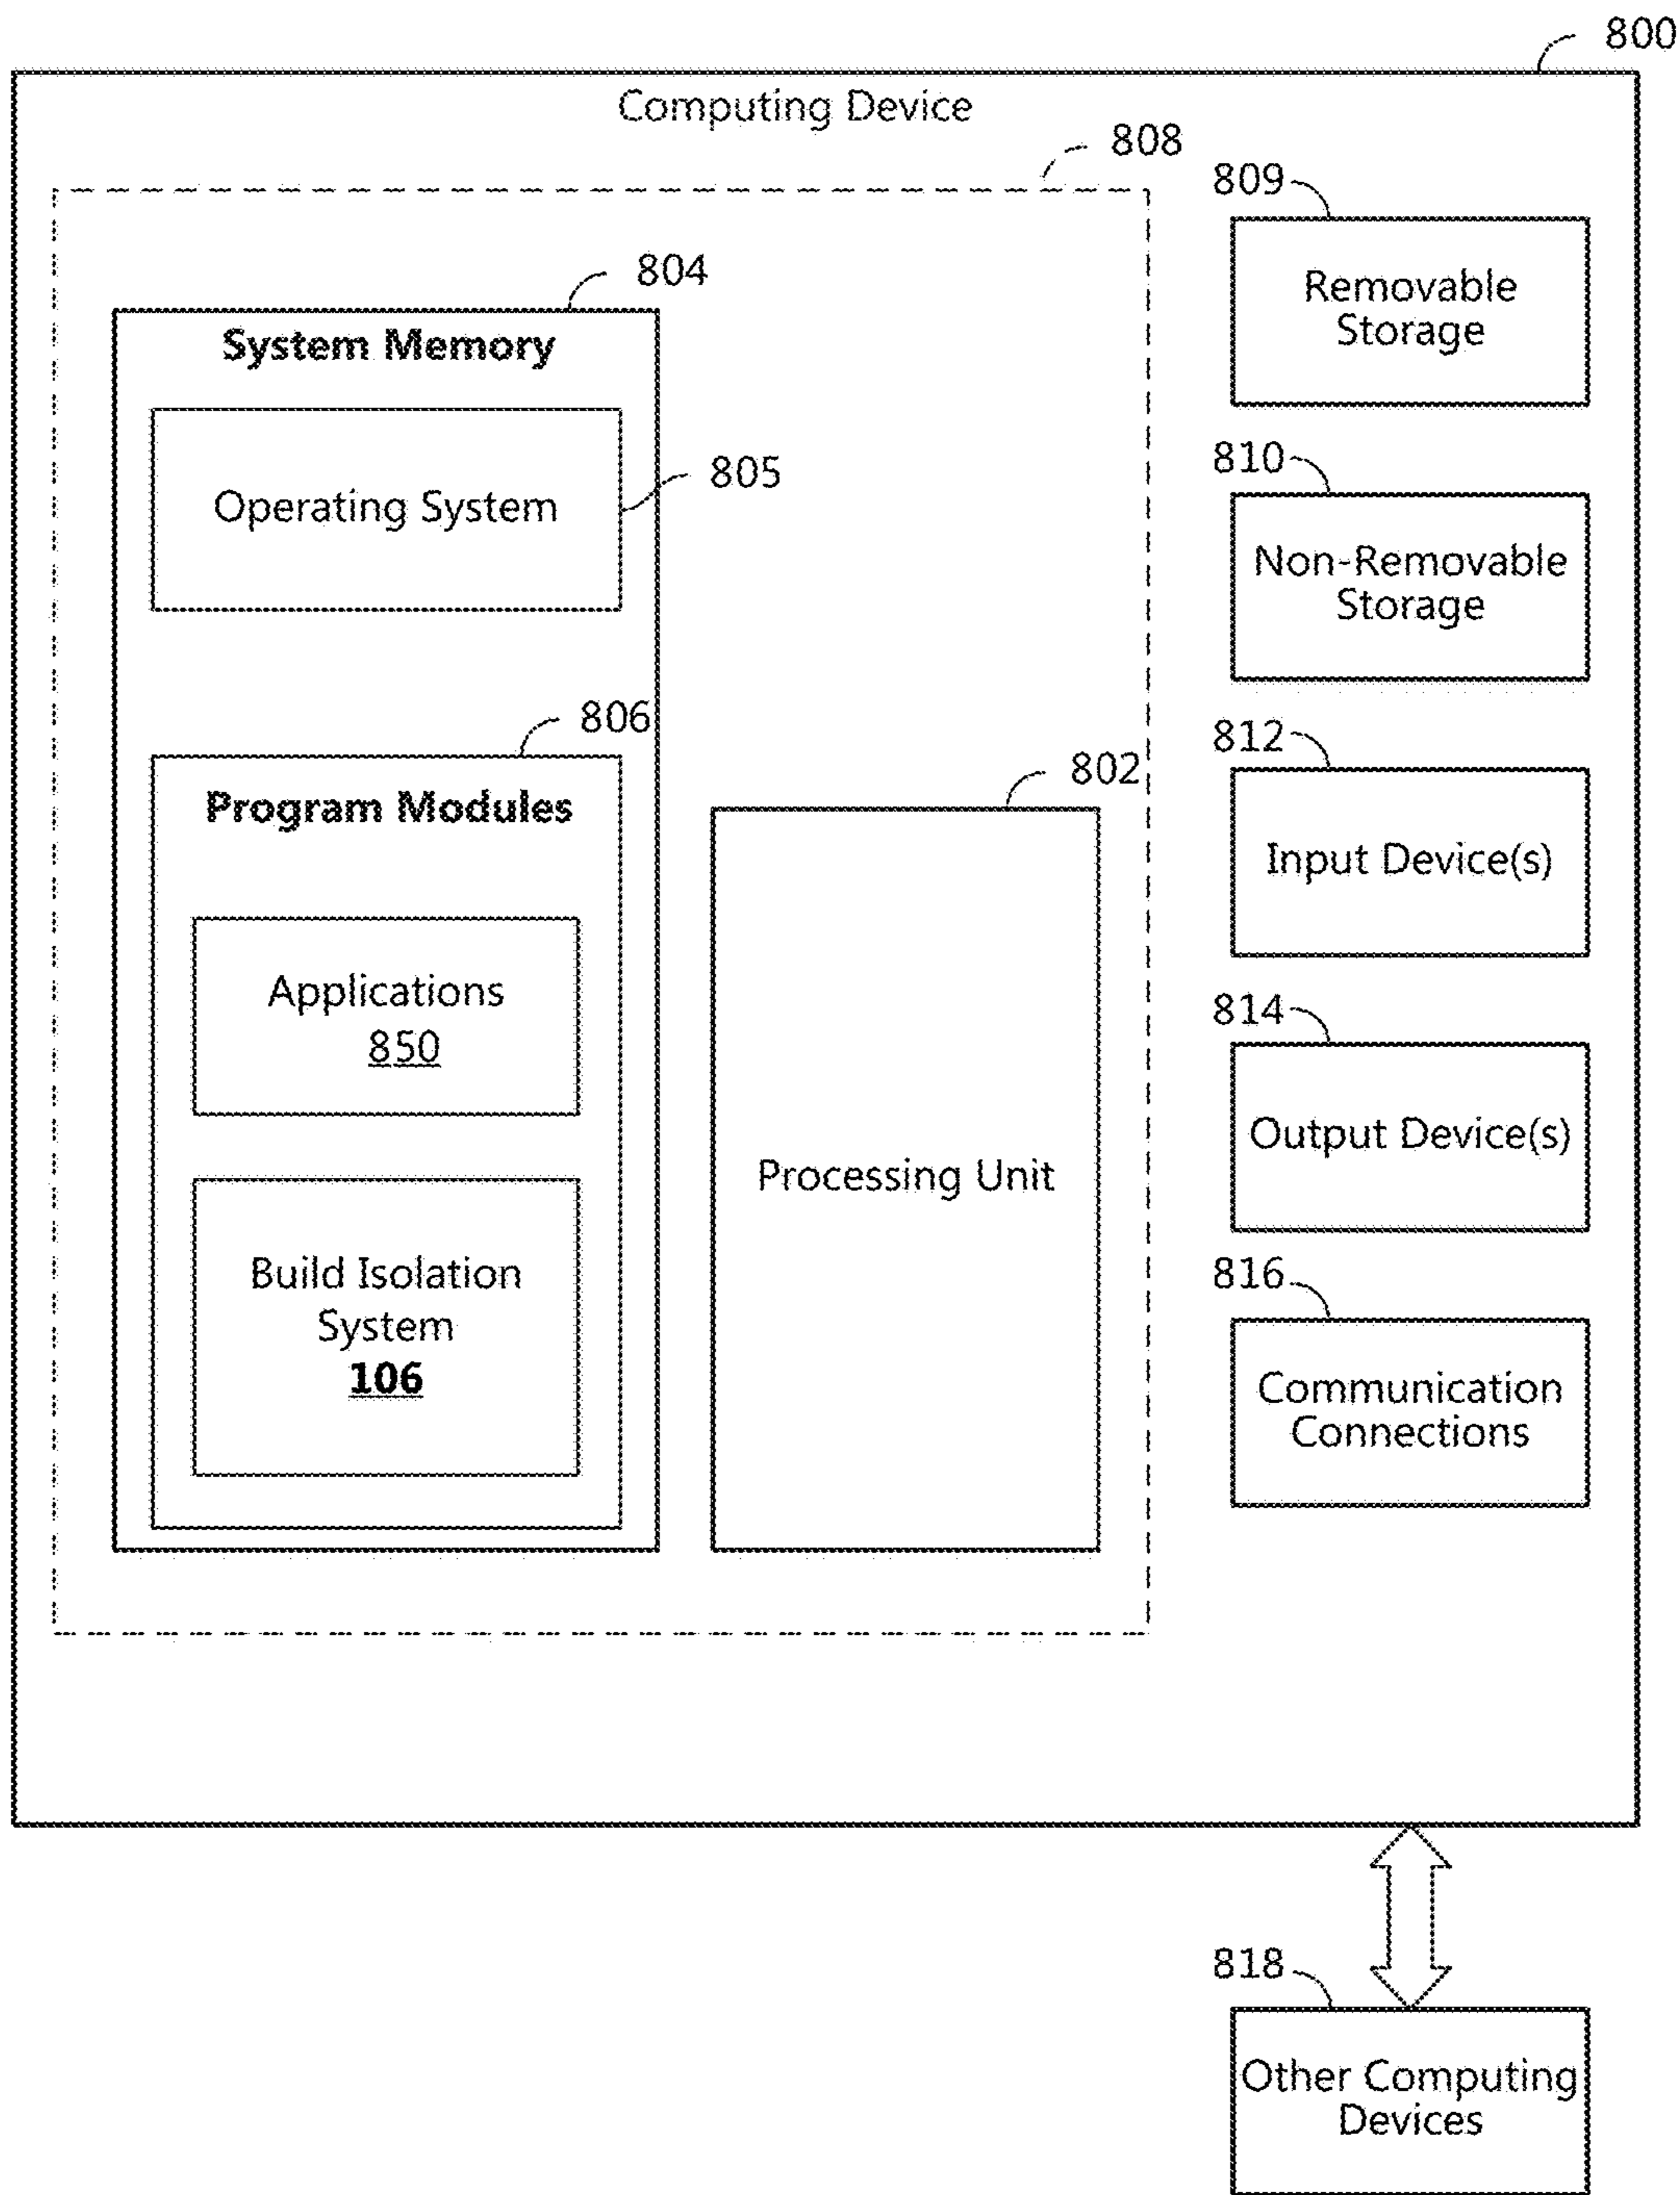 800
Computing Device
808
809
Removable
Storage
804
System Memory
Operating System
805
810
Non-Removable
Storage
806
Program Modules
802
812
Input Device(s)
Applications
850
Processing Unit
814
Output Device(s)
Build Isolation
System
106
816
Communication
Connections
818
Other Computing
Devices